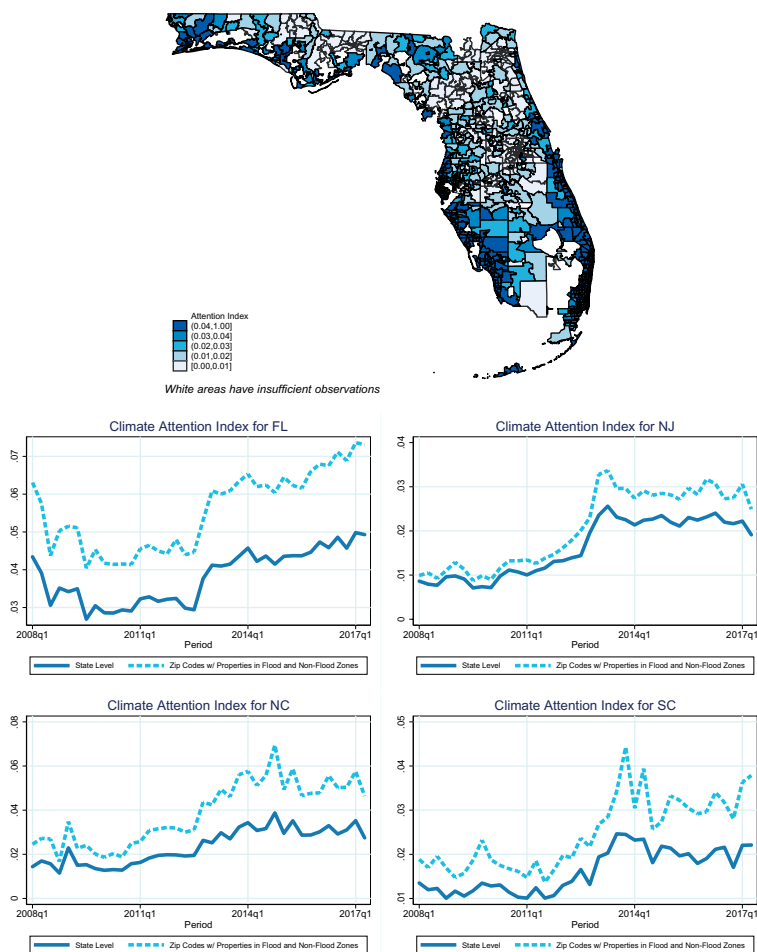 Attention Index
(0.04,1.00]
(0.03,0.04]
(0.02,0.03]
(0.01,0.02]
[0.00,0.01]
White areas have insufficient observations
Climate Attention Index for FL
.07
.06
.05
.04
.03
2008q1 2011q1 2014q1 2017q1
Period
State Level Zip Codes w/ Properties in Flood and Non-Flood Zones
Climate Attention Index for NJ
.04
.03
.02
.01
0
2008q1 2011q1 2014q1 2017q1
Period
State Level Zip Codes w/ Properties in Flood and Non-Flood Zones
Climate Attention Index for NC
.08
.06
.04
.02
0
2008q1 2011q1 2014q1 2017q1
Period
State Level Zip Codes w/ Properties in Flood and Non-Flood Zones
Climate Attention Index for SC
.05
.04
.03
.02
.01
2008q1 2011q1 2014q1 2017q1
Period
State Level Zip Codes w/ Properties in Flood and Non-Flood Zones